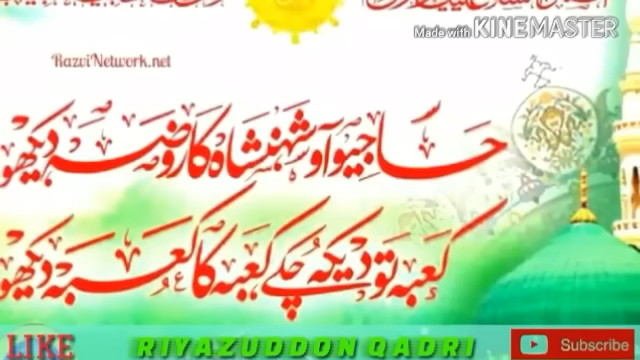 Made with KINEMASTER
RazviNetwork.net
حاجیو آو شہنشاہ کا روضہ دیکھو
کعبہ تو دیکھ چکے کعبہ کا کعبہ دیکھو
LIKE
RIYAZUDDON QADRI
Subscribe